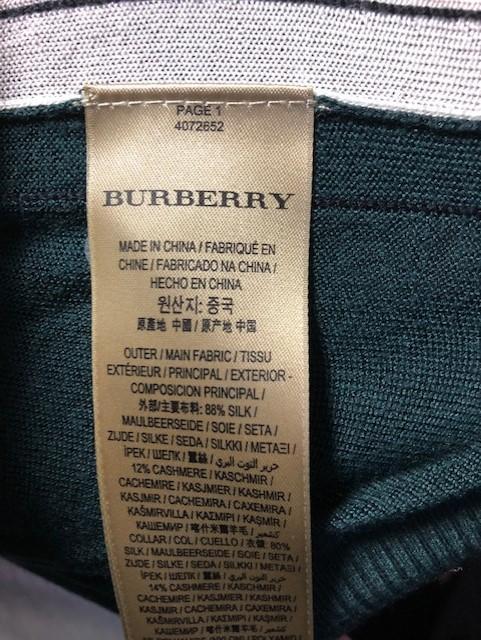 PAGE 1
4072652
BURBERRY
MADE IN CHINA / FABRIQUÉ EN
CHINE / FABRICADO NA CHINA /
HECHO EN CHINA
원산지: 중국
原產地 中國 / 原产地 中国
OUTER / MAIN FABRIC / TISSU
EXTÉRIEUR / PRINCIPAL / EXTERIOR -
COMPOSICION PRINCIPAL /
外部/主要布料: 88% SILK /
MAULBEERSEIDE / SOIE / SETA /
ZIJDE / SILKE / SEDA / SILKKI / ΜΕΤΑΞΙ /
İPEK / ШЕЛК / 蠶絲 / حرير التوت البري /
12% CASHMERE / KASCHMIR /
CACHEMIRE / KASJMIER / KASHMIR /
KASJMIR / CACHEMIRA / CAXEMIRA /
KAŠMIRVILLA / ΚΑΣΜΙΡΙ / KAŞMİR /
КАШЕМИР / 喀什米爾羊毛 / كشمير /
COLLAR / COL / CUELLO / 衣領: 80%
SILK / MAULBEERSEIDE / SOIE / SETA /
ZIJDE / SILKE / SEDA / SILKKI / ΜΕΤΑΞΙ /
İPEK / ШЕЛК / 蠶絲 / حرير التوت البري /
14% CASHMERE / KASCHMIR /
CACHEMIRE / KASJMIER / KASHMIR /
KASJMIR / CACHEMIRA / CAXEMIRA /
KAŠMIRVILLA / ΚΑΣΜΙΡΙ / KAŞMİR /
КАШЕМИР / 喀什米爾羊毛 / كشمير /